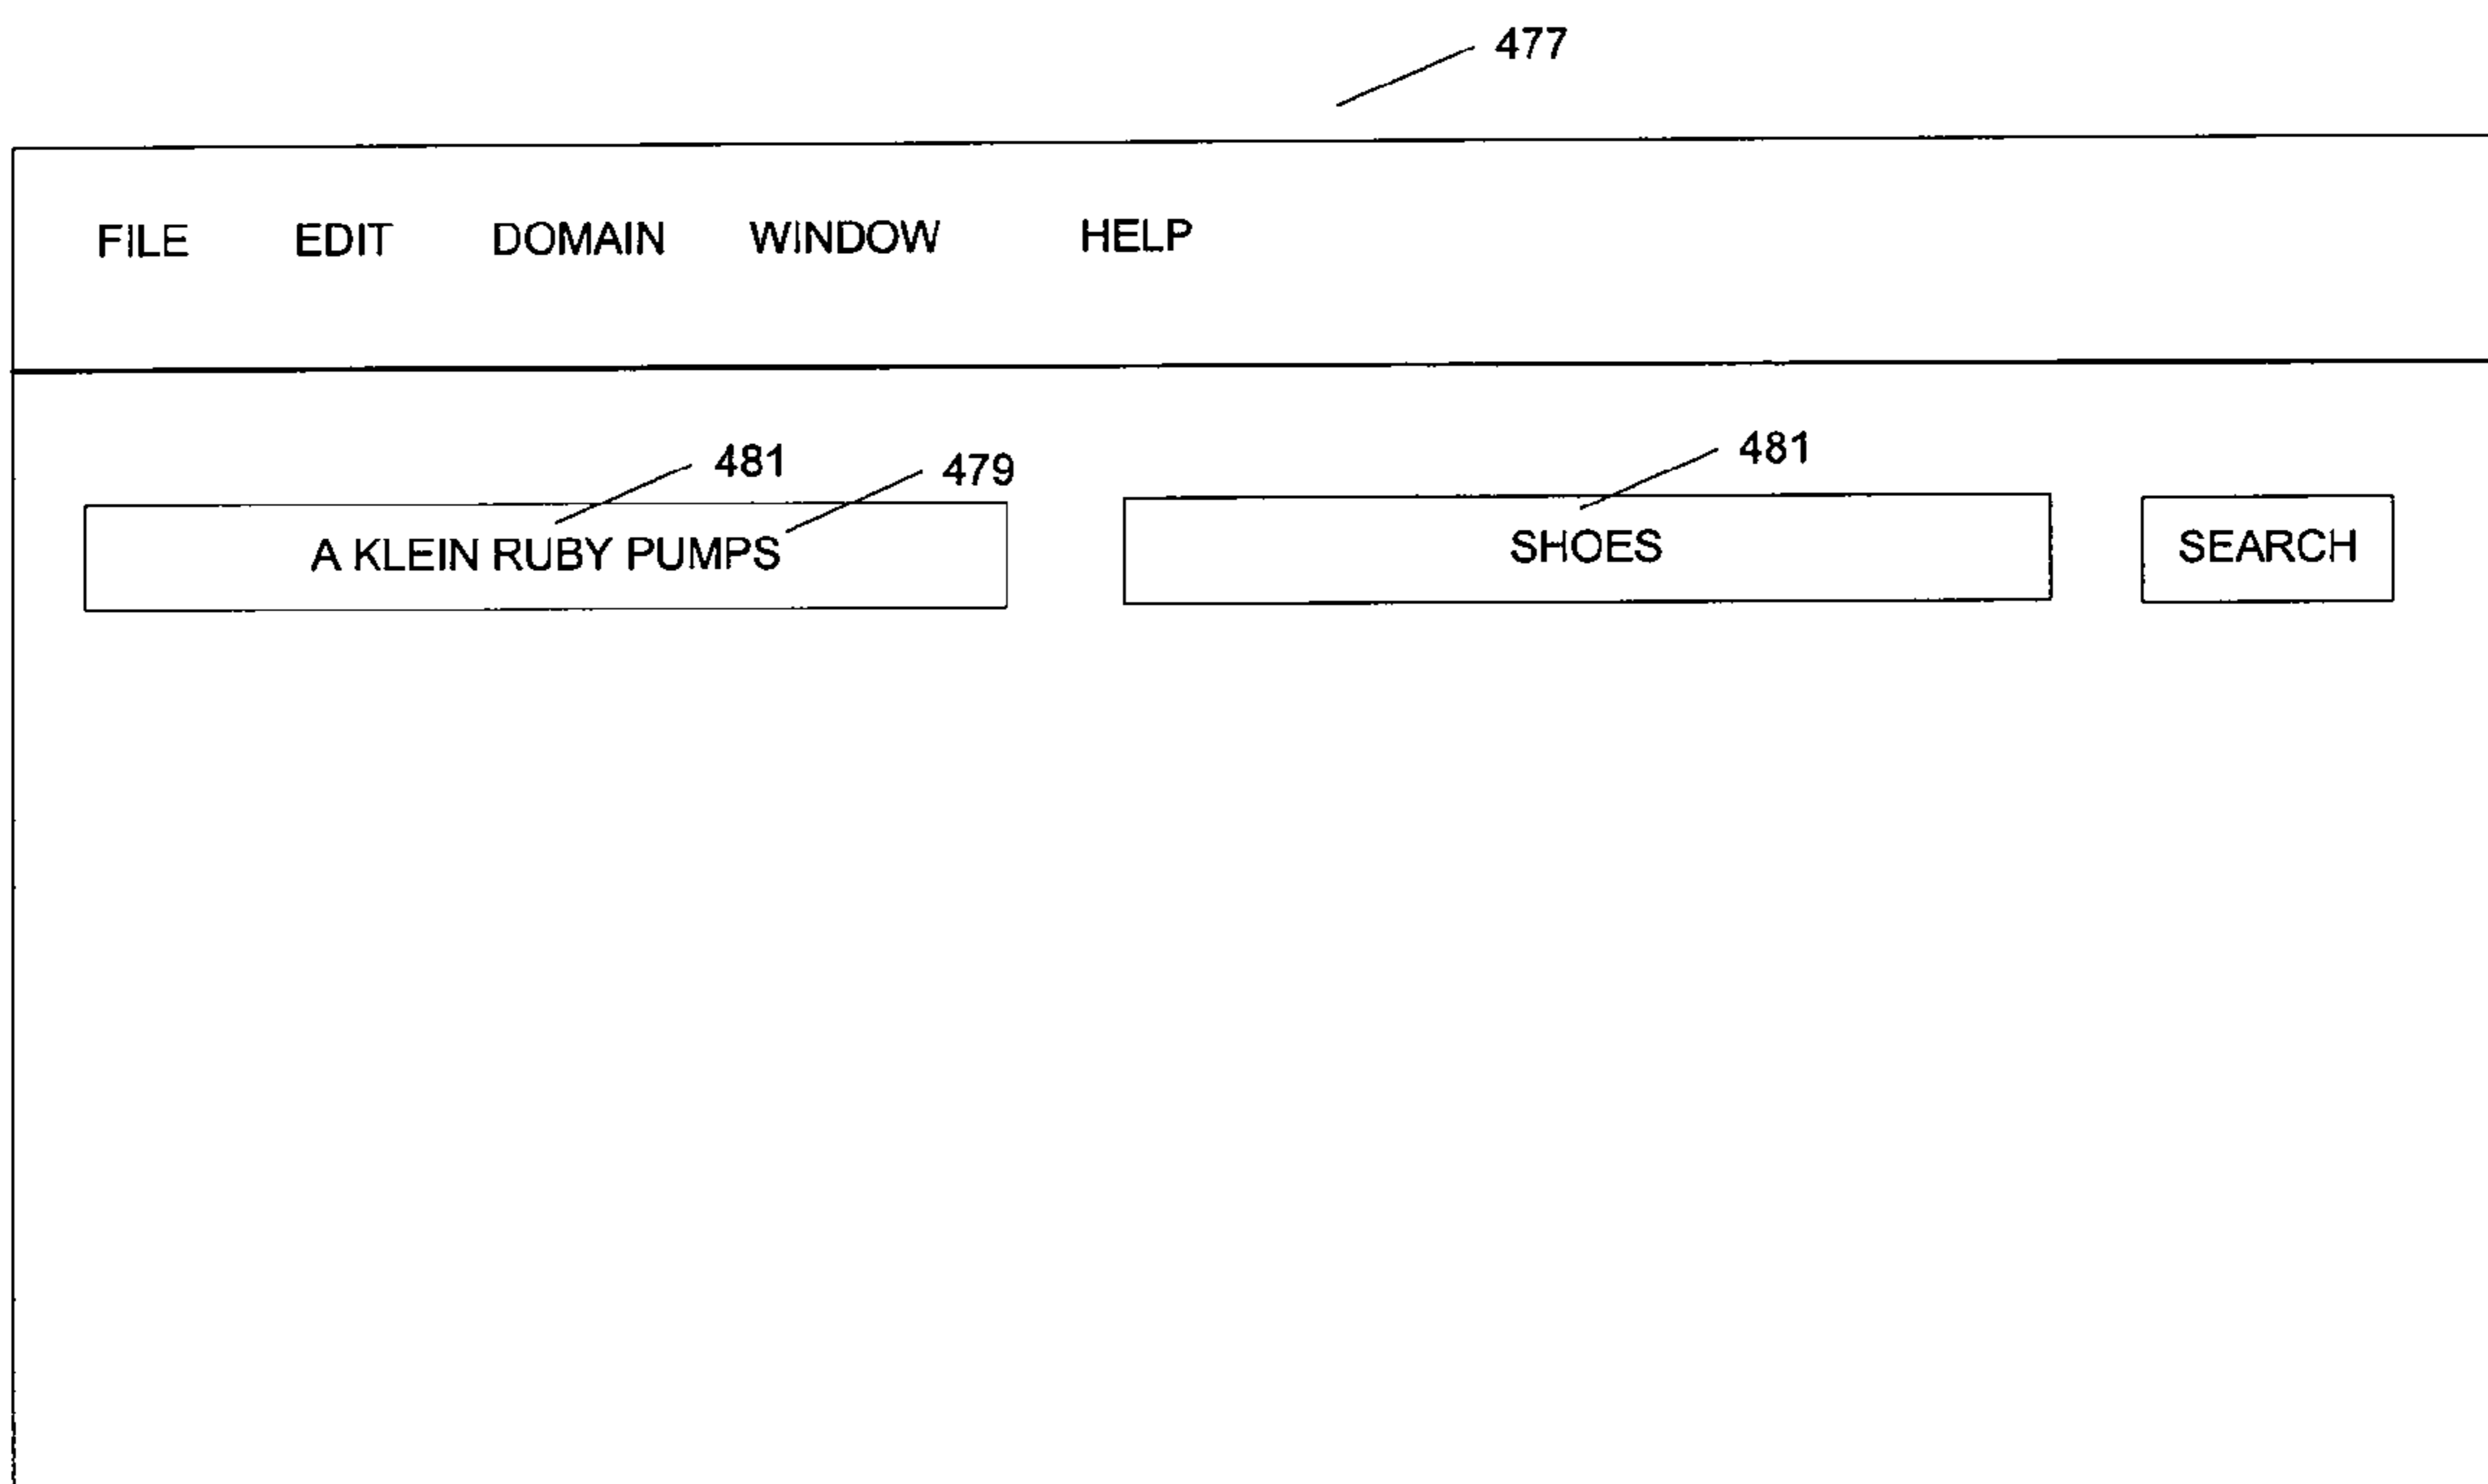 477
FILE EDIT DOMAIN WINDOW HELP
481 479 481
A KLEIN RUBY PUMPS SHOES SEARCH